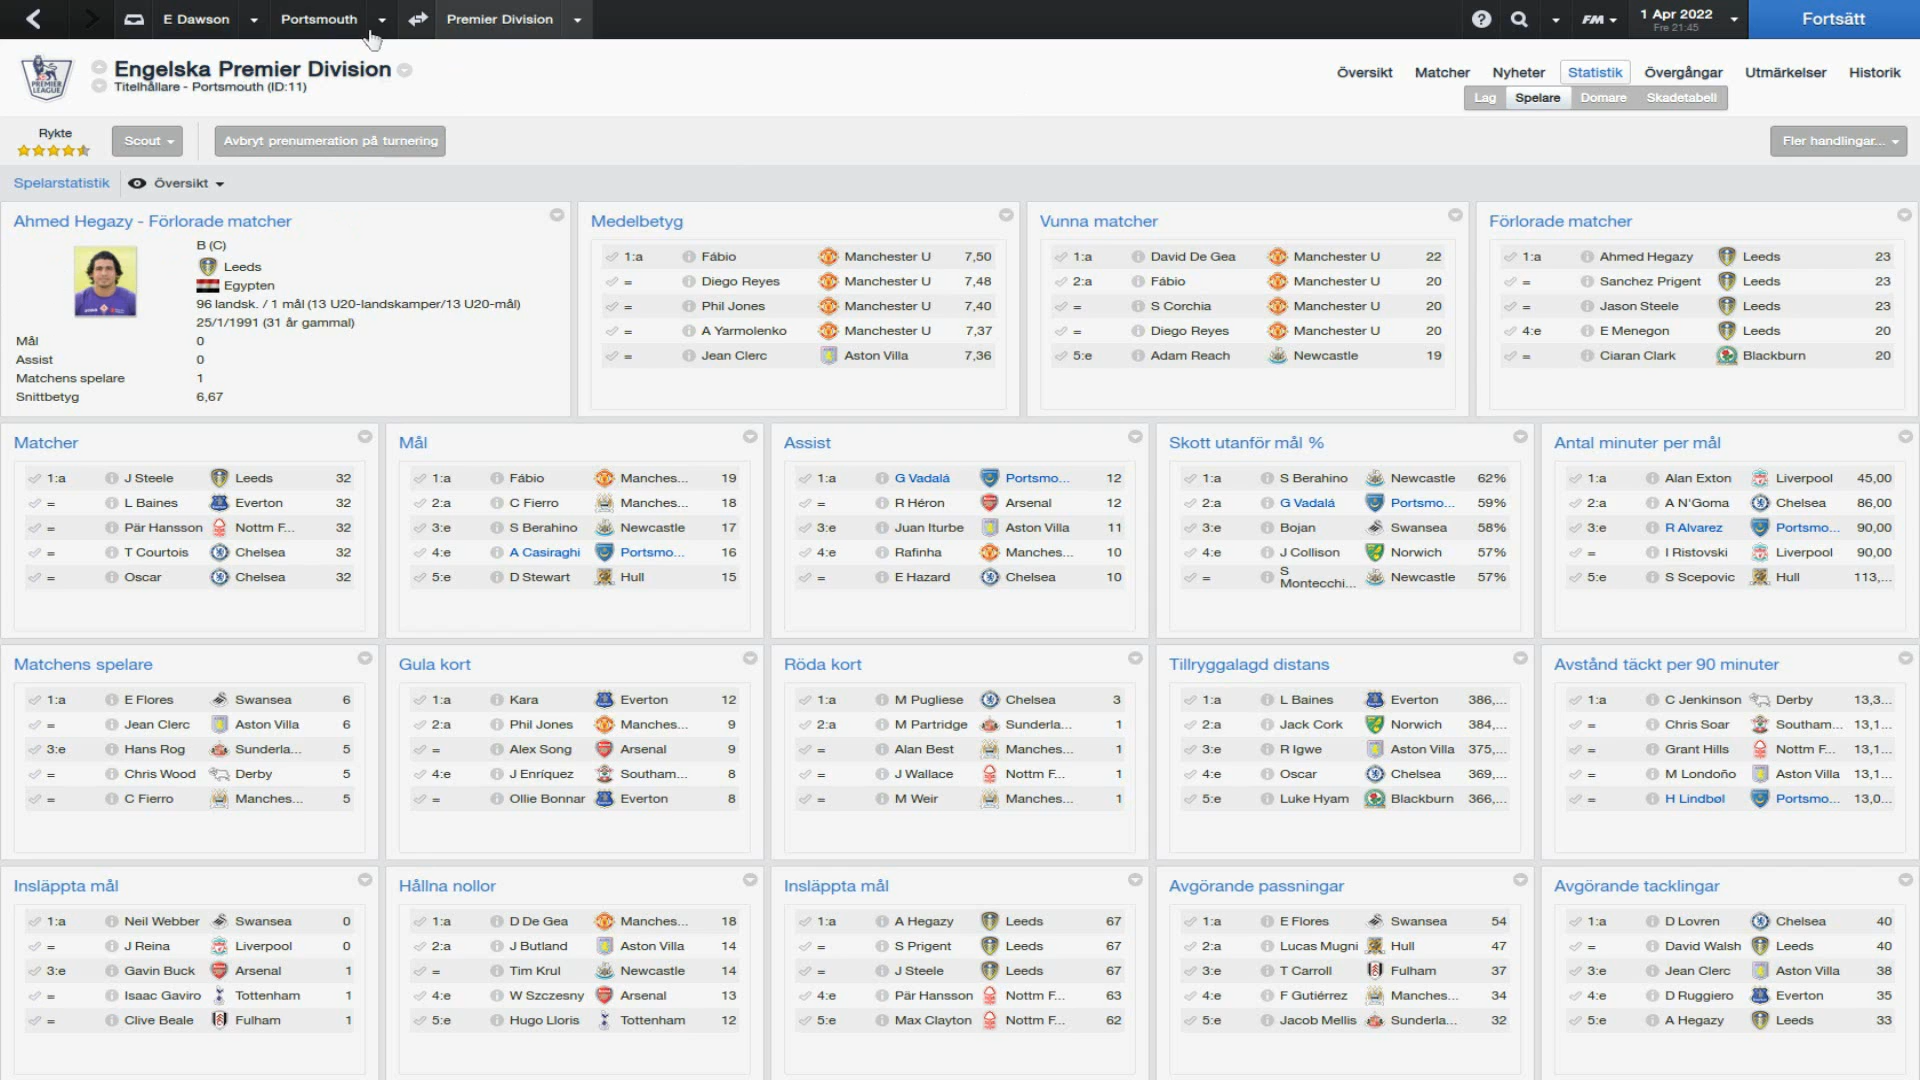 E Dawson Portsmouth Premier Division FM 1 Apr 2022 Fre 21:45 Fortsätt
Engelska Premier Division
Titelhållare - Portsmouth (ID:11)
Översikt Matcher Nyheter Statistik Övergångar Utmärkelser Historik
Lag Spelare Domare Skadetabell
Rykte Scout Avbryt prenumeration på turnering Fler handlingar...
Spelarstatistik Översikt
Ahmed Hegazy - Förlorade matcher
B (C)
Leeds
Egypten
96 landsk. / 1 mål (13 U20-landskamper/13 U20-mål)
25/1/1991 (31 år gammal)
Mål 0
Assist 0
Matchens spelare 1
Snittbetyg 6,67
Medelbetyg
1:a Fábio Manchester U 7,50
= Diego Reyes Manchester U 7,48
= Phil Jones Manchester U 7,40
= A Yarmolenko Manchester U 7,37
= Jean Clerc Aston Villa 7,36
Vunna matcher
1:a David De Gea Manchester U 22
2:a Fábio Manchester U 20
= S Corchia Manchester U 20
= Diego Reyes Manchester U 20
5:e Adam Reach Newcastle 19
Förlorade matcher
1:a Ahmed Hegazy Leeds 23
= Sanchez Prigent Leeds 23
= Jason Steele Leeds 23
4:e E Menegon Leeds 20
= Ciaran Clark Blackburn 20
Matcher
1:a J Steele Leeds 32
= L Baines Everton 32
= Pär Hansson Nottm F... 32
= T Courtois Chelsea 32
= Oscar Chelsea 32
Mål
1:a Fábio Manches... 19
2:a C Fierro Manches... 18
3:e S Berahino Newcastle 17
4:e A Casiraghi Portsmo... 16
5:e D Stewart Hull 15
Assist
1:a G Vadalá Portsmo... 12
= R Héron Arsenal 12
3:e Juan Iturbe Aston Villa 11
4:e Rafinha Manches... 10
= E Hazard Chelsea 10
Skott utanför mål %
1:a S Berahino Newcastle 62%
2:a G Vadalá Portsmo... 59%
3:e Bojan Swansea 58%
4:e J Collison Norwich 57%
= S Montecchi... Newcastle 57%
Antal minuter per mål
1:a Alan Exton Liverpool 45,00
2:a A N'Goma Chelsea 86,00
3:e R Alvarez Portsmo... 90,00
= I Ristovski Liverpool 90,00
5:e S Scepovic Hull 113,...
Matchens spelare
1:a E Flores Swansea 6
= Jean Clerc Aston Villa 6
3:e Hans Rog Sunderla... 5
= Chris Wood Derby 5
= C Fierro Manches... 5
Gula kort
1:a Kara Everton 12
2:a Phil Jones Manches... 9
= Alex Song Arsenal 9
4:e J Enríquez Southam... 8
= Ollie Bonnar Everton 8
Röda kort
1:a M Pugliese Chelsea 3
2:a M Partridge Sunderla... 1
= Alan Best Manches... 1
= J Wallace Nottm F... 1
= M Weir Manches... 1
Tillryggalagd distans
1:a L Baines Everton 386,...
2:a Jack Cork Norwich 384,...
3:e R Igwe Aston Villa 375,...
4:e Oscar Chelsea 369,...
5:e Luke Hyam Blackburn 366,...
Avstånd täckt per 90 minuter
1:a C Jenkinson Derby 13,3...
= Chris Soar Southam... 13,1...
= Grant Hills Nottm F... 13,1...
= M Londoño Aston Villa 13,1...
= H Lindbøl Portsmo... 13,0...
Insläppta mål
1:a Neil Webber Swansea 0
= J Reina Liverpool 0
3:e Gavin Buck Arsenal 1
= Isaac Gaviro Tottenham 1
= Clive Beale Fulham 1
Hållna nollor
1:a D De Gea Manches... 18
2:a J Butland Aston Villa 14
= Tim Krul Newcastle 14
4:e W Szczesny Arsenal 13
5:e Hugo Lloris Tottenham 12
Insläppta mål
1:a A Hegazy Leeds 67
= S Prigent Leeds 67
= J Steele Leeds 67
4:e Pär Hansson Nottm F... 63
5:e Max Clayton Nottm F... 62
Avgörande passningar
1:a E Flores Swansea 54
2:a Lucas Mugni Hull 47
3:e T Carroll Fulham 37
4:e F Gutiérrez Manches... 34
5:e Jacob Mellis Sunderla... 32
Avgörande tacklingar
1:a D Lovren Chelsea 40
= David Walsh Leeds 40
3:e Jean Clerc Aston Villa 38
4:e D Ruggiero Everton 35
5:e A Hegazy Leeds 33